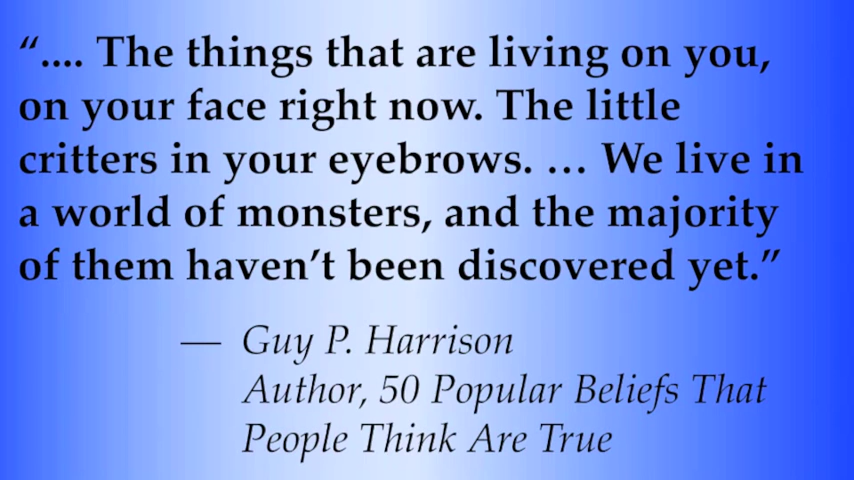 “.... The things that are living on you,
on your face right now. The little
critters in your eyebrows. … We live in
a world of monsters, and the majority
of them haven’t been discovered yet.”
— Guy P. Harrison
Author, 50 Popular Beliefs That
People Think Are True